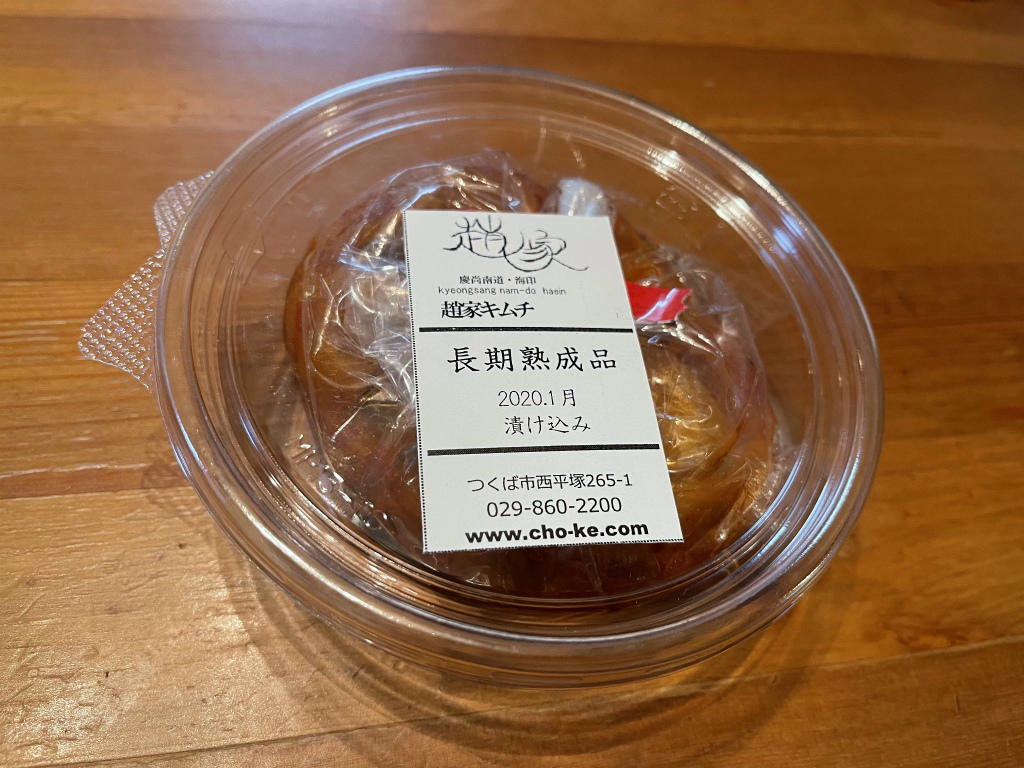 趙家
慶尚南道・海印
kyeongsang nam-do haein
趙家キムチ
長期熟成品
2020.1月
漬け込み
つくば市西平塚265-1
029-860-2200
www.cho-ke.com